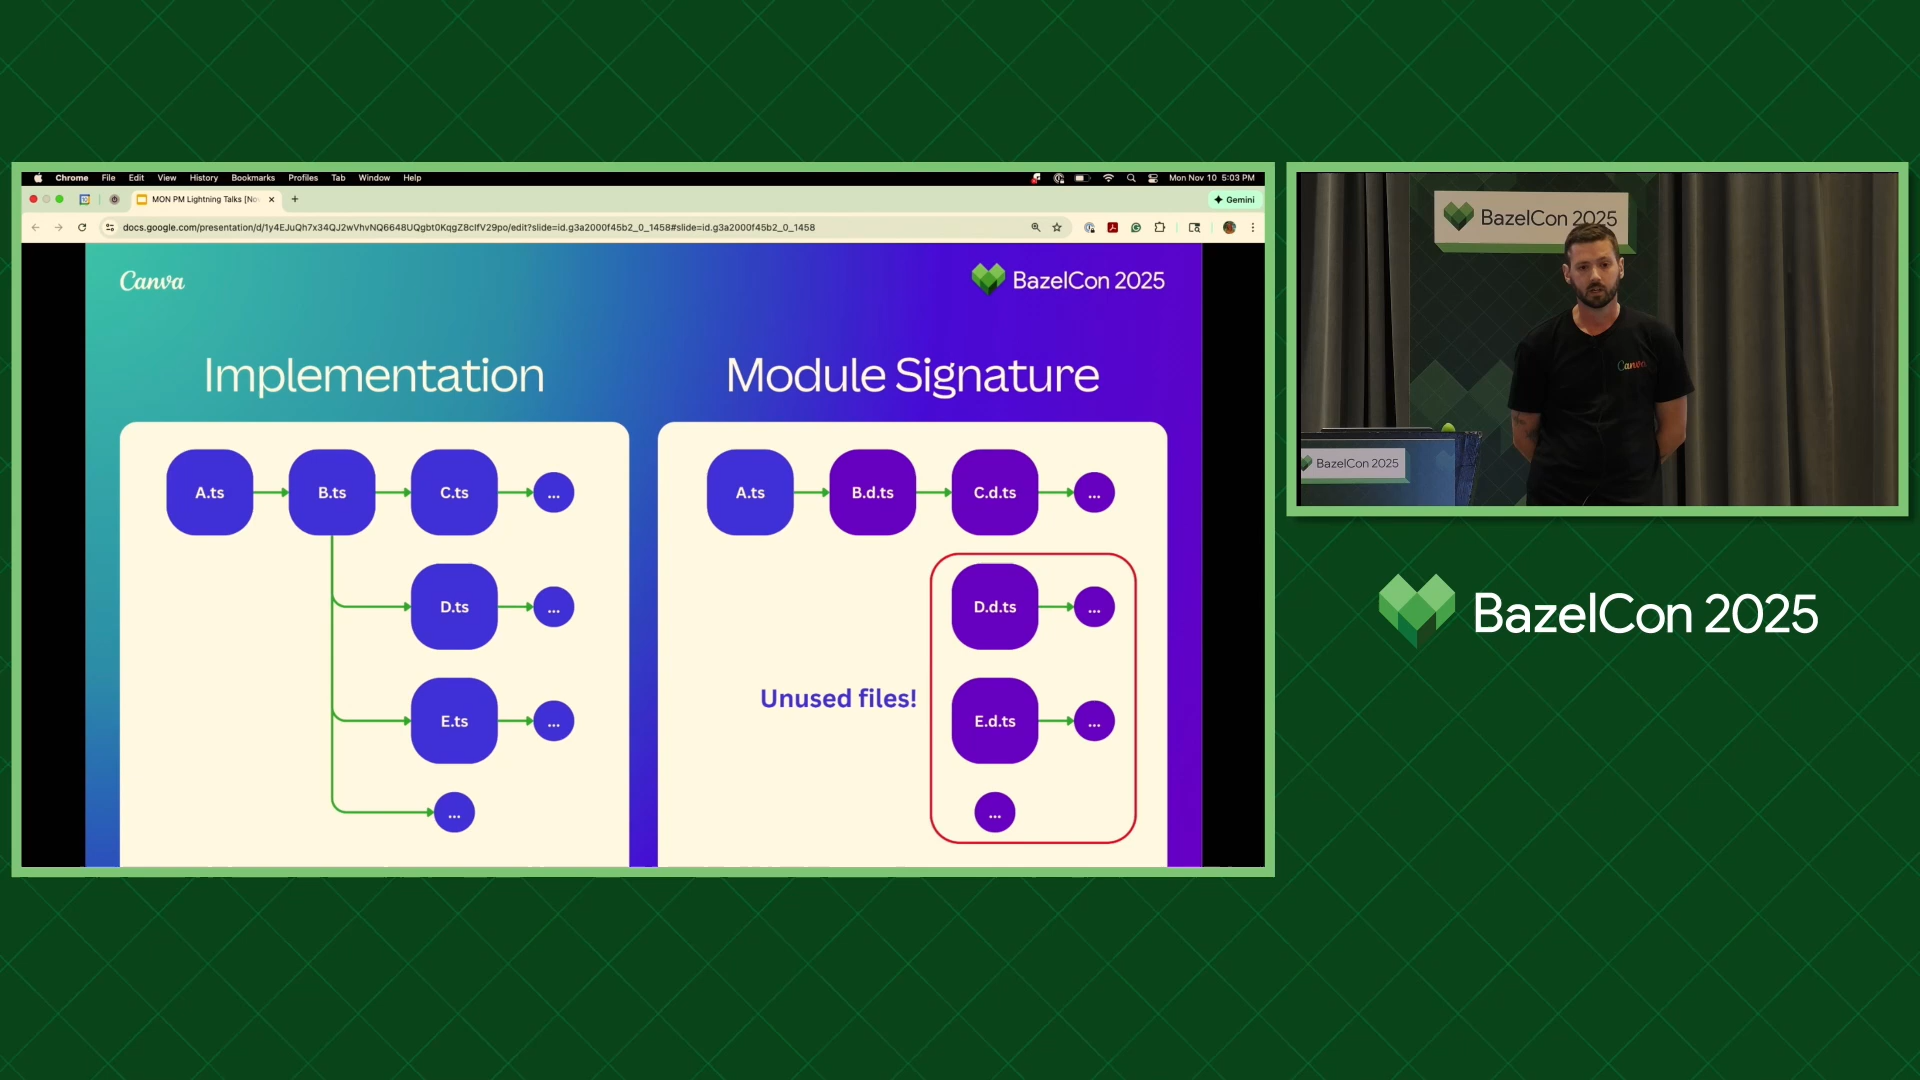 Chrome File Edit View History Bookmarks Profiles Tab Window Help
Mon Nov 10 5:03 PM
MON PM Lightning Talks [No
Gemini
docs.google.com/presentation/d/1y4EJuQh7x34QJ2wVhvNQ6648UQgbt0KqgZ8clfV29po/edit?slide=id.g3a2000f45b2_0_1458#slide=id.g3a2000f45b2_0_1458
Canva
BazelCon 2025
Implementation
A.ts
B.ts
C.ts
...
D.ts
...
E.ts
...
...
Module Signature
A.ts
B.d.ts
C.d.ts
...
D.d.ts
...
Unused files!
E.d.ts
...
...
BazelCon 2025
Canva
BazelCon 2025
BazelCon 2025